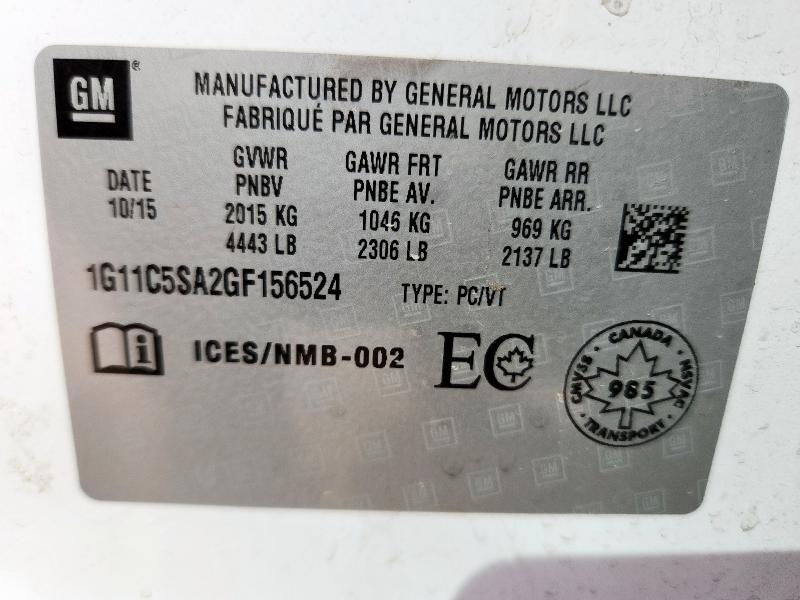 GM
MANUFACTURED BY GENERAL MOTORS LLC
FABRIQUÉ PAR GENERAL MOTORS LLC
DATE
10/15
GVWR
PNBV
2015 KG
4443 LB
GAWR FRT
PNBE AV.
1046 KG
2306 LB
GAWR RR
PNBE ARR.
969 KG
2137 LB
1G11C5SA2GF156524
TYPE: PC/VT
ICES/NMB-002
EC
CANADA
CMVSS
NSVAC
985
TRANSPORT